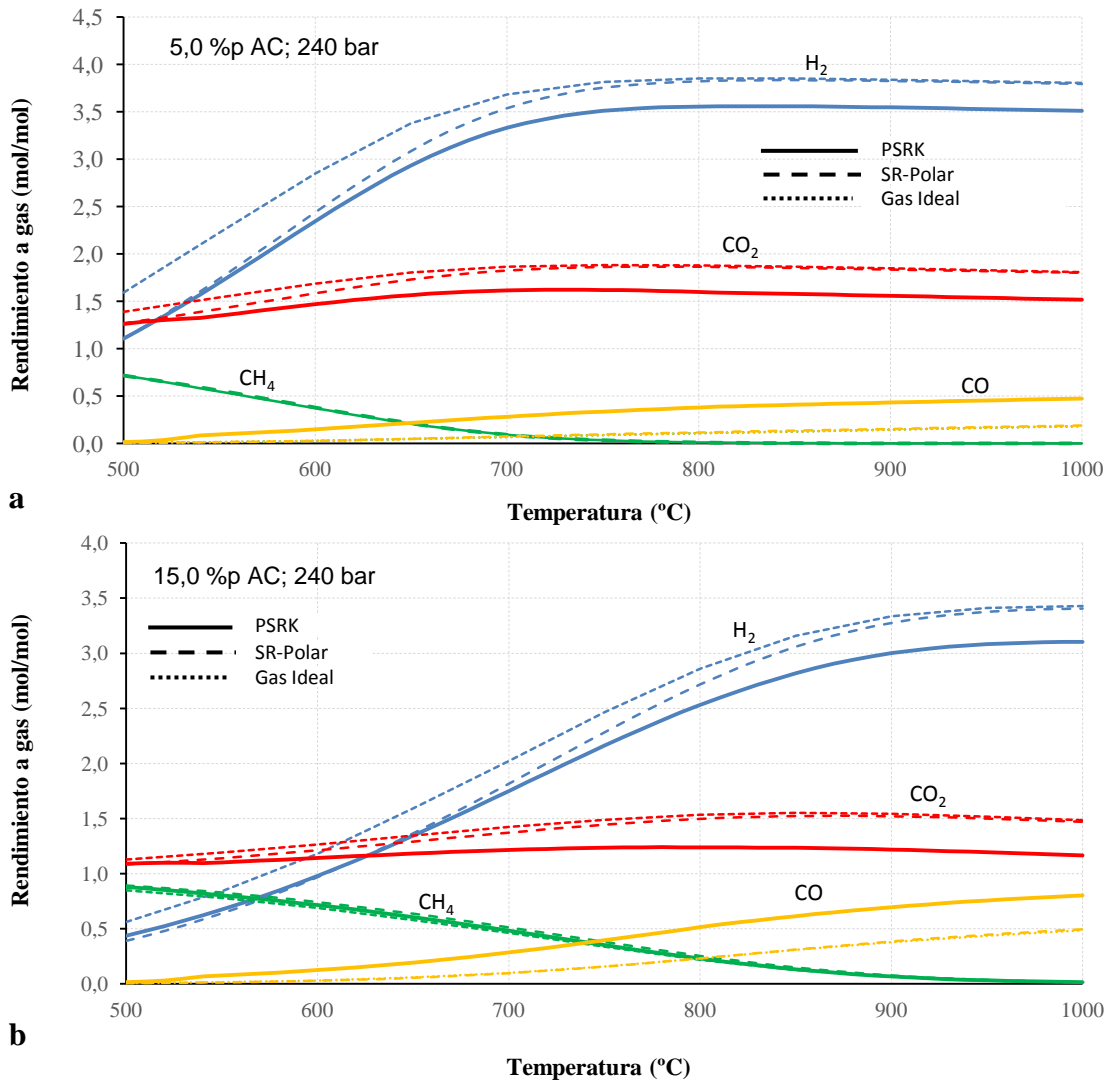 4,5
4,0
3,5
3,0
2,5
2,0
1,5
1,0
0,5
0,0
Rendimiento a gas (mol/mol)
5,0 %p AC; 240 bar
H2
PSRK
SR-Polar
Gas Ideal
CO2
CH4
CO
500 600 700 800 900 1000
Temperatura (ºC)
a
4,0
3,5
3,0
2,5
2,0
1,5
1,0
0,5
0,0
Rendimiento a gas (mol/mol)
15,0 %p AC; 240 bar
PSRK
SR-Polar
Gas Ideal
H2
CO2
CH4
CO
500 600 700 800 900 1000
Temperatura (ºC)
b